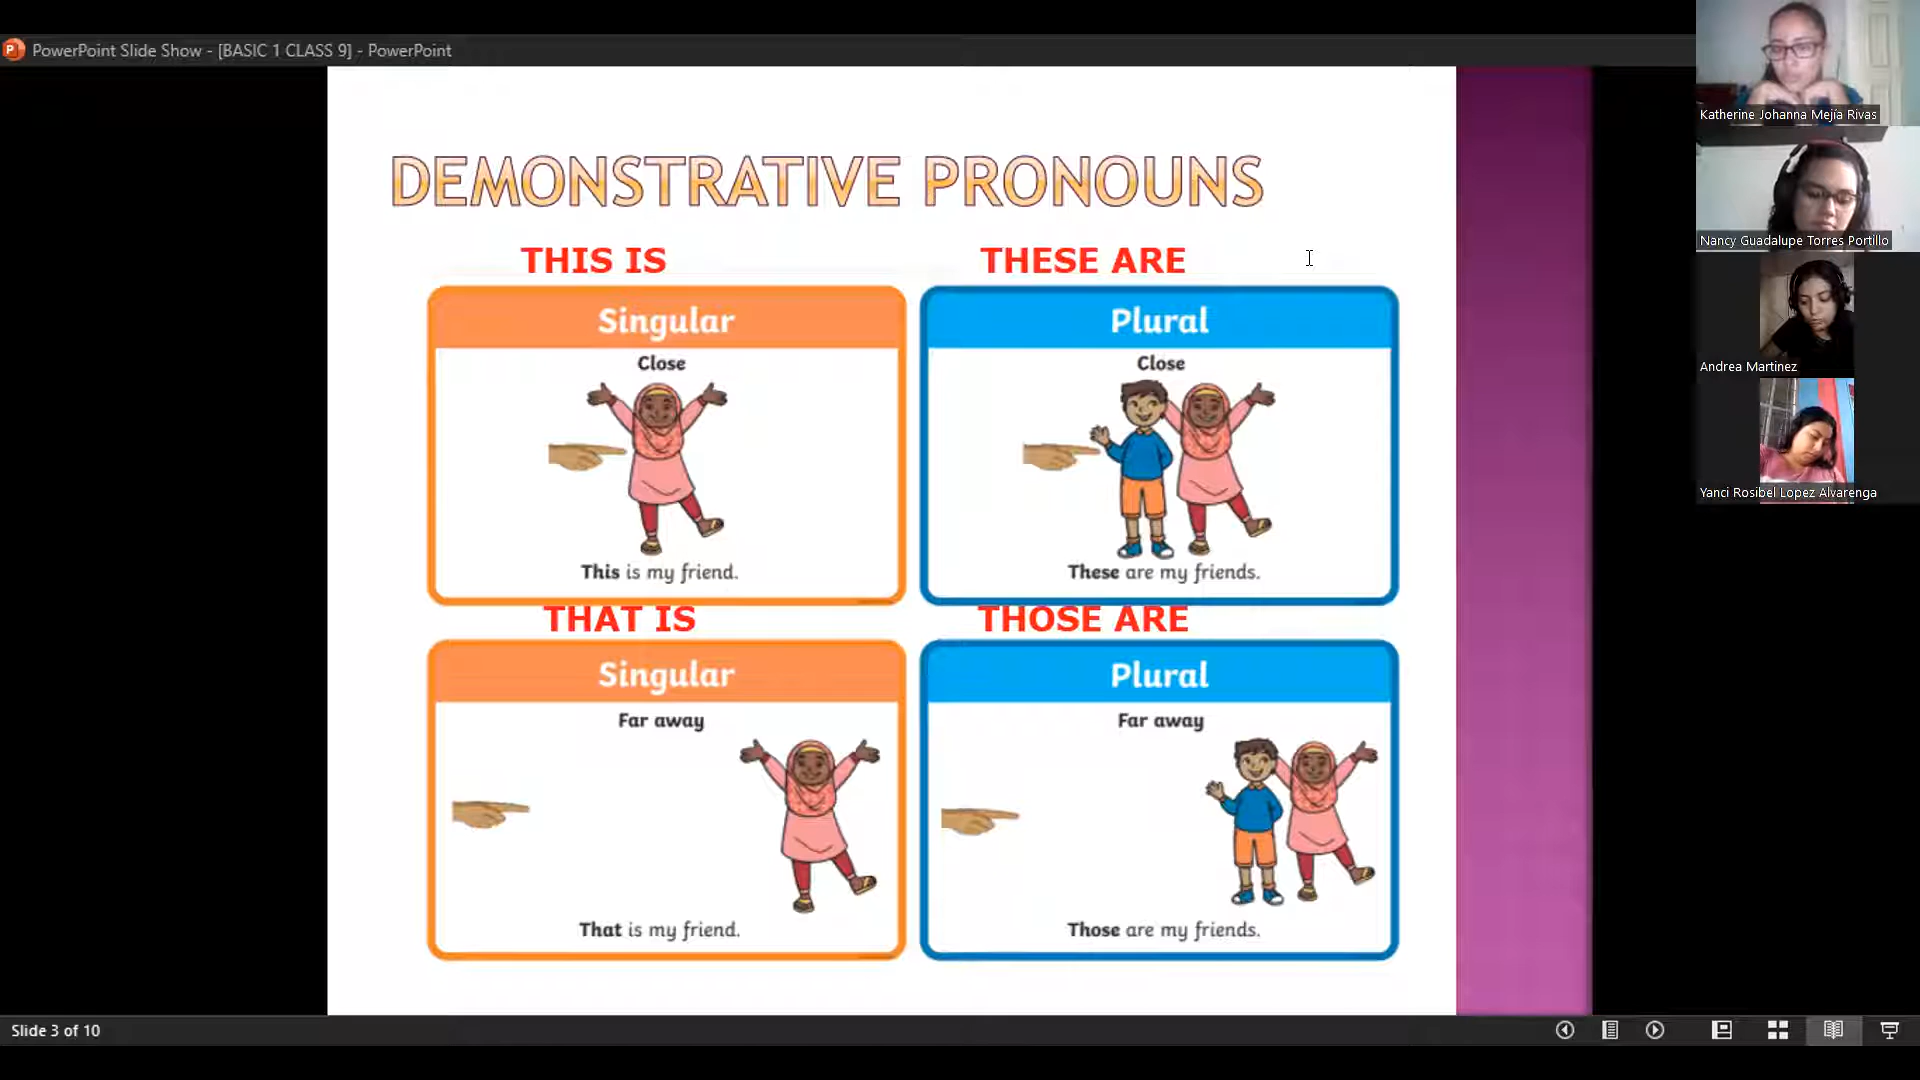 PowerPoint Slide Show - [BASIC 1 CLASS 9] - PowerPoint
DEMONSTRATIVE PRONOUNS
THIS IS
Singular
Close
This is my friend.
THESE ARE
Plural
Close
These are my friends.
THAT IS
Singular
Far away
That is my friend.
THOSE ARE
Plural
Far away
Those are my friends.
Katherine Johanna Mejía Rivas
Nancy Guadalupe Torres Portillo
Andrea Martinez
Yanci Rosibel Lopez Alvarenga
Slide 3 of 10